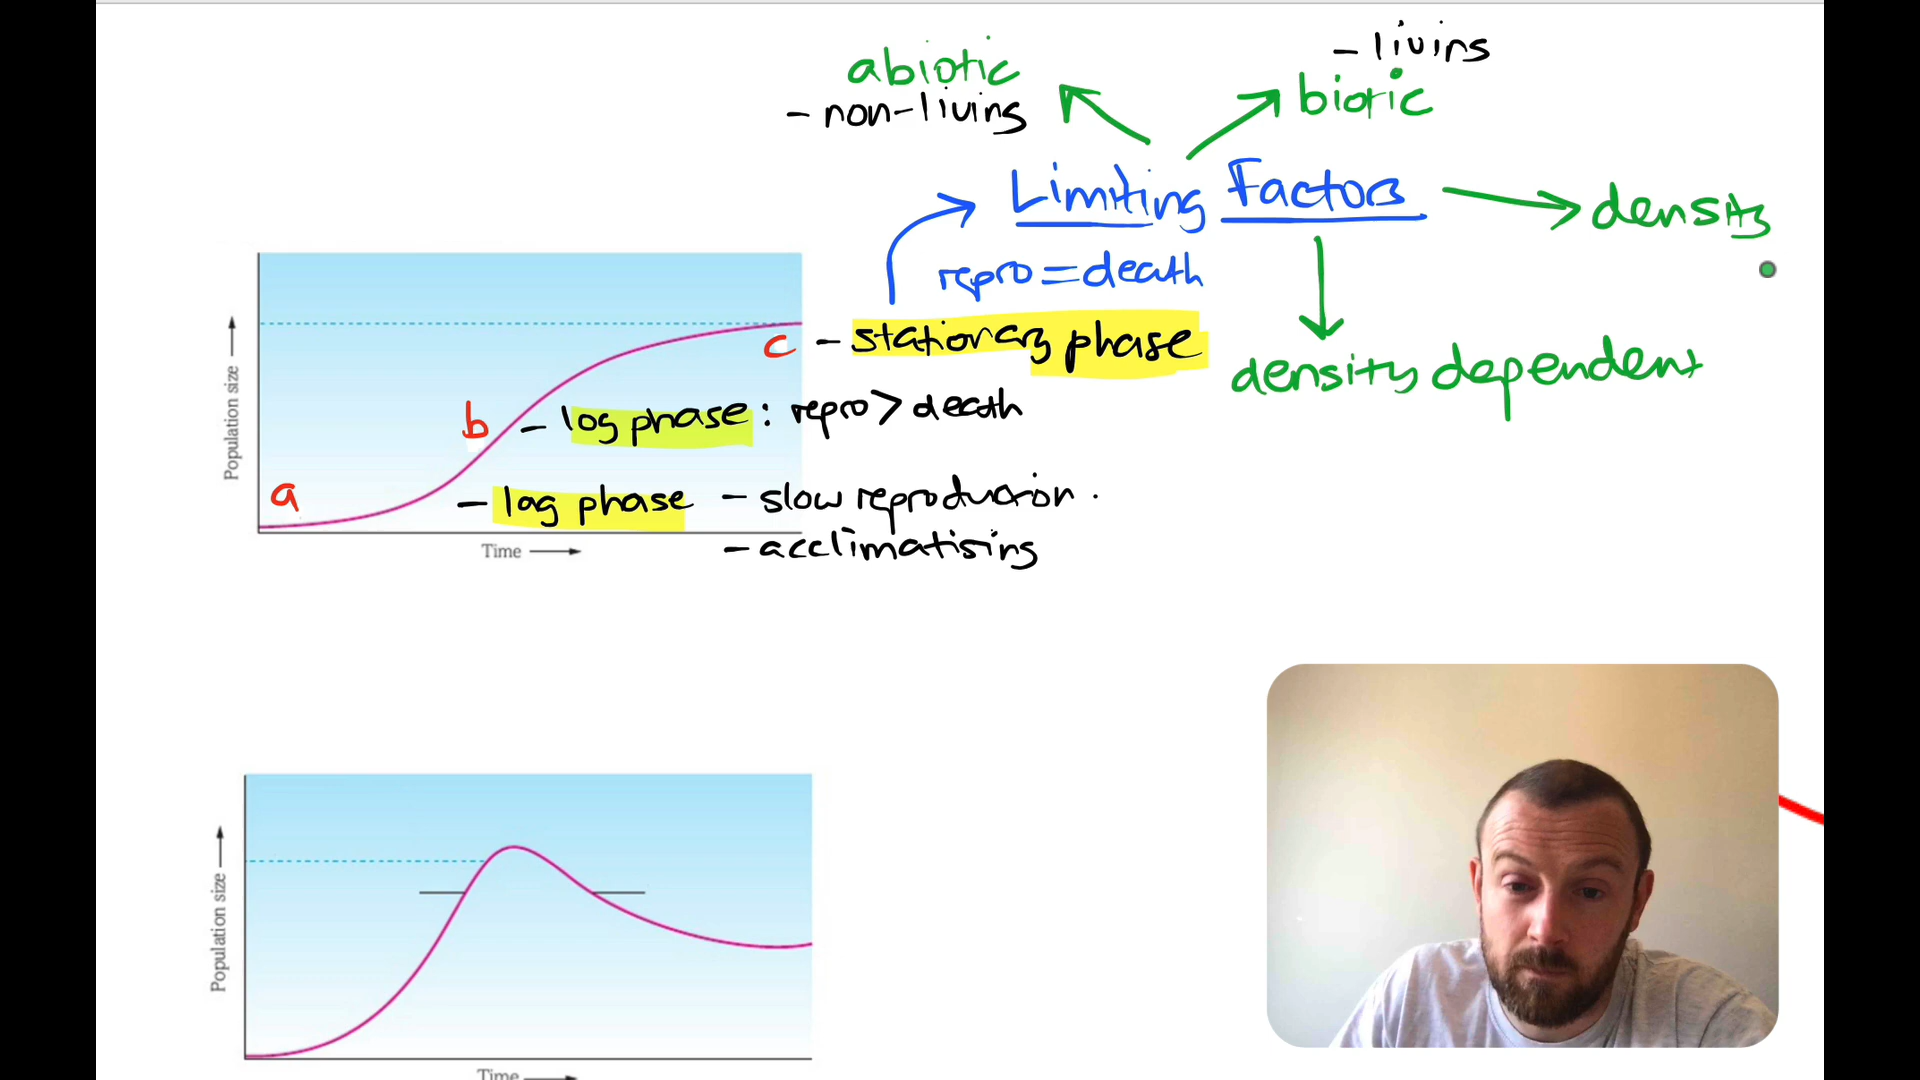 - living
abiotic
- non-living
biotic
Limiting Factors
density
repro = death
c - stationary phase
density dependent
b - log phase : repro > death
a
- lag phase - slow reproduction .
- acclimatising
Population size
Time
Population size
Time